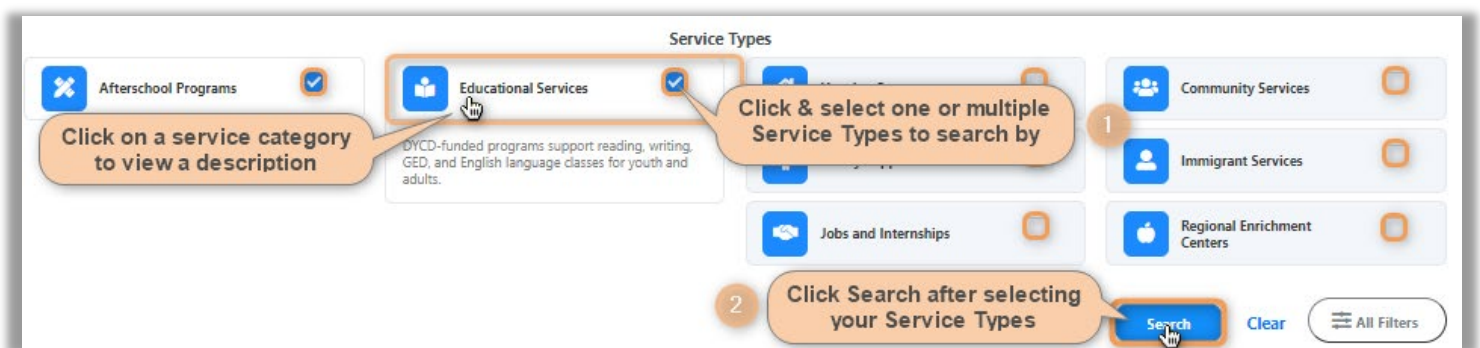 Service Types
Afterschool Programs
Educational Services
Click & select one or multiple
Service Types to search by
1
Community Services
Click on a service category
to view a description
DYCD-funded programs support reading, writing,
GED, and English language classes for youth and
adults.
Immigrant Services
Jobs and Internships
Regional Enrichment
Centers
2
Click Search after selecting
your Service Types
Search
Clear
All Filters